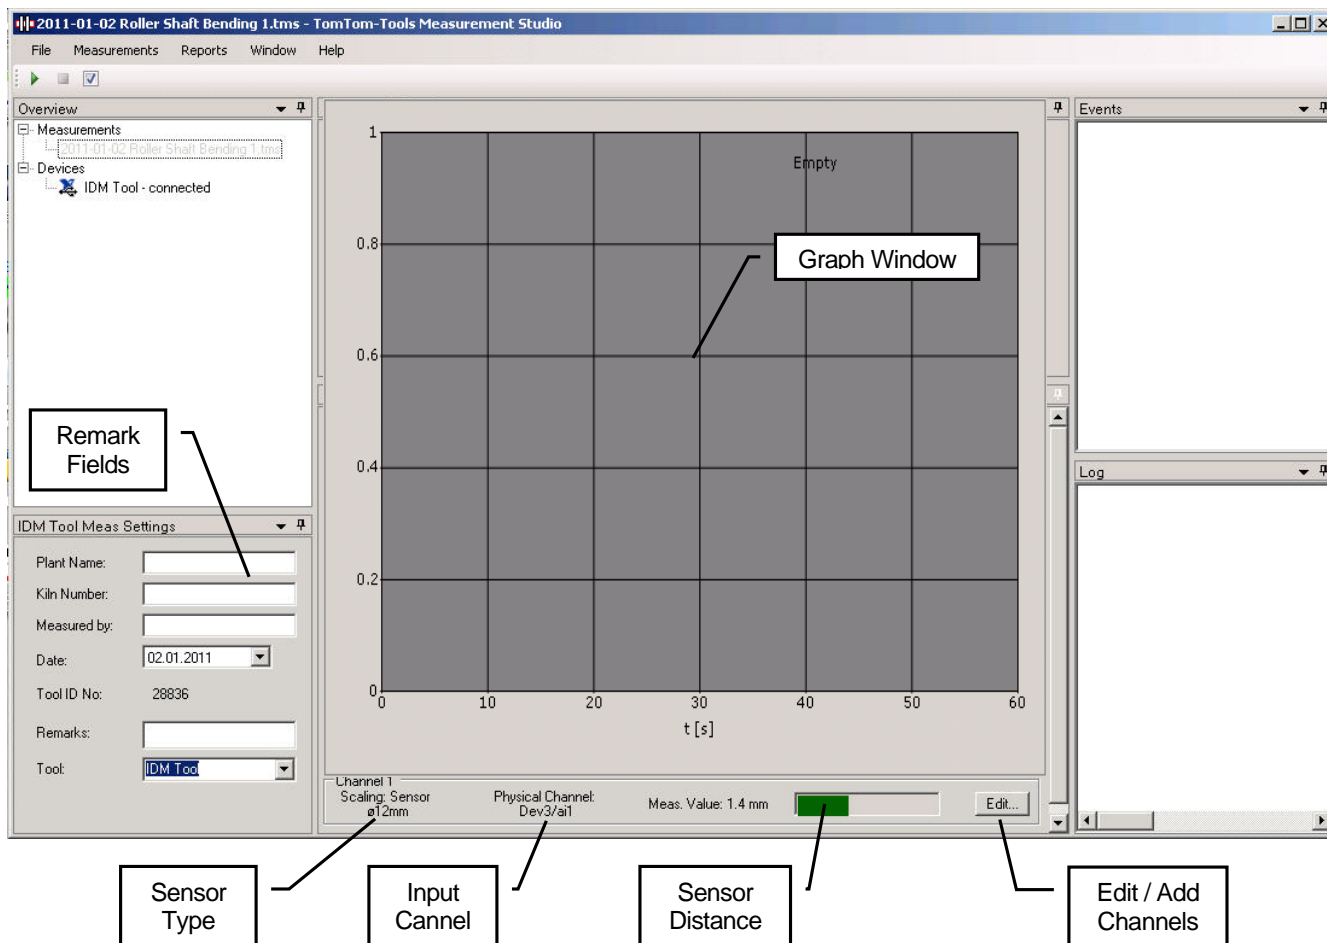 2011-01-02 Roller Shaft Bending 1.tms - TomTom-Tools Measurement Studio
File Measurements Reports Window Help
Overview
Measurements
2011-01-02 Roller Shaft Bending 1.tms
Devices
IDM Tool - connected
Remark
Fields
IDM Tool Meas Settings
Plant Name:
Kiln Number:
Measured by:
Date: 02.01.2011
Tool ID No: 28836
Remarks:
Tool: IDM Tool
1
Empty
0.8
Graph Window
0.6
0.4
0.2
0
0 10 20 30 40 50 60
t [s]
Channel 1
Scaling: Sensor
ø12mm
Physical Channel:
Dev3/ai1
Meas. Value: 1.4 mm
Edit...
Events
Log
Sensor
Type
Input
Cannel
Sensor
Distance
Edit / Add
Channels